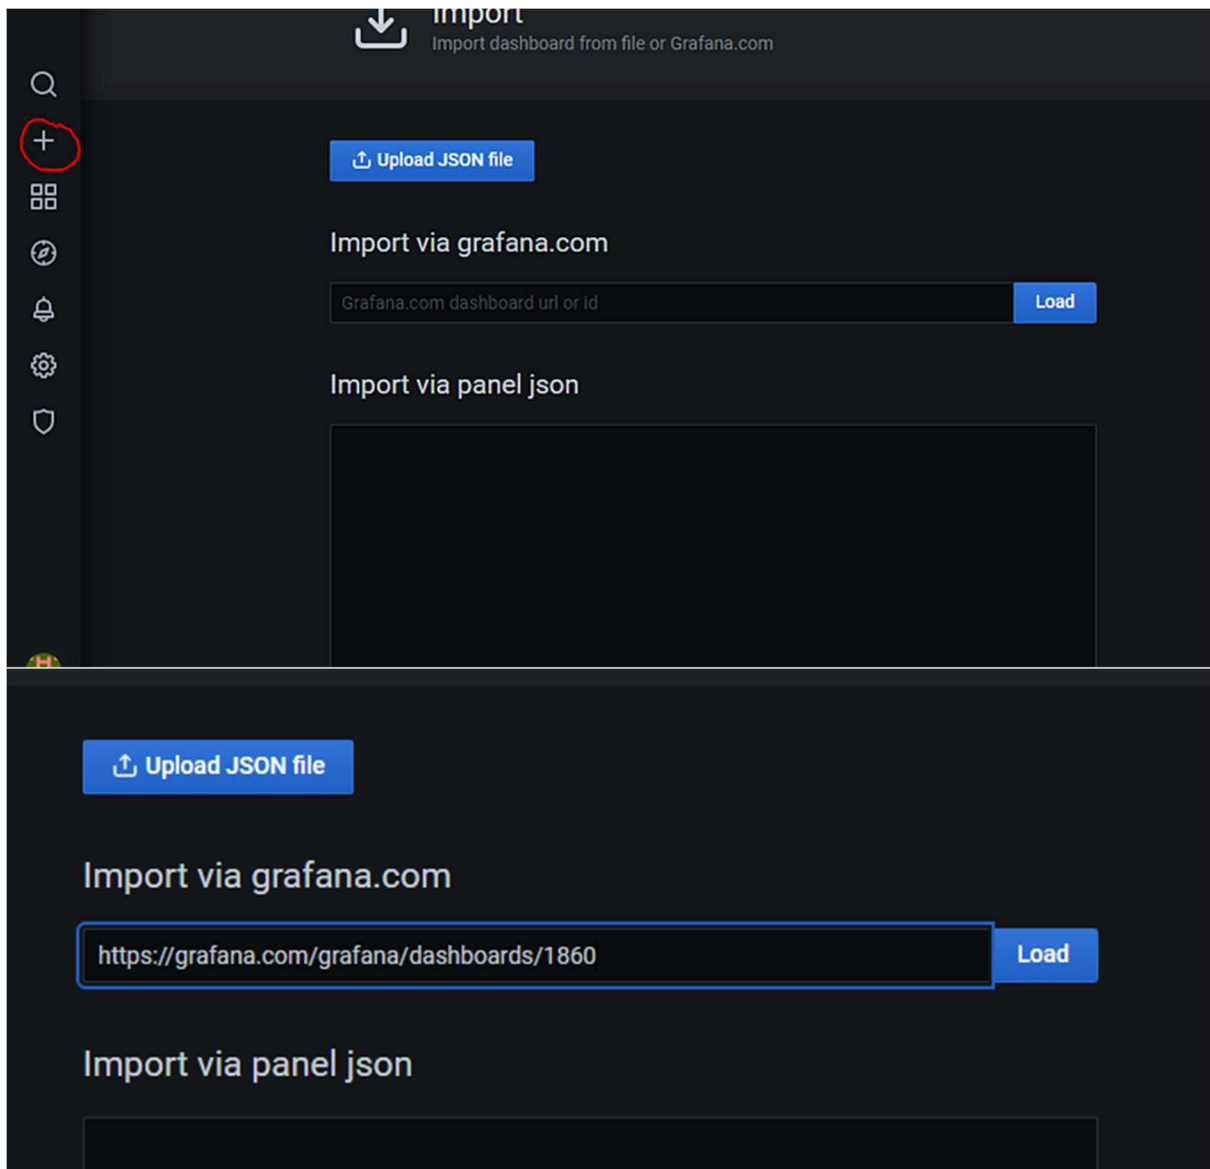 Import
Import dashboard from file or Grafana.com
Upload JSON file
Import via grafana.com
Grafana.com dashboard url or id
Load
Import via panel json
Upload JSON file
Import via grafana.com
https://grafana.com/grafana/dashboards/1860
Load
Import via panel json